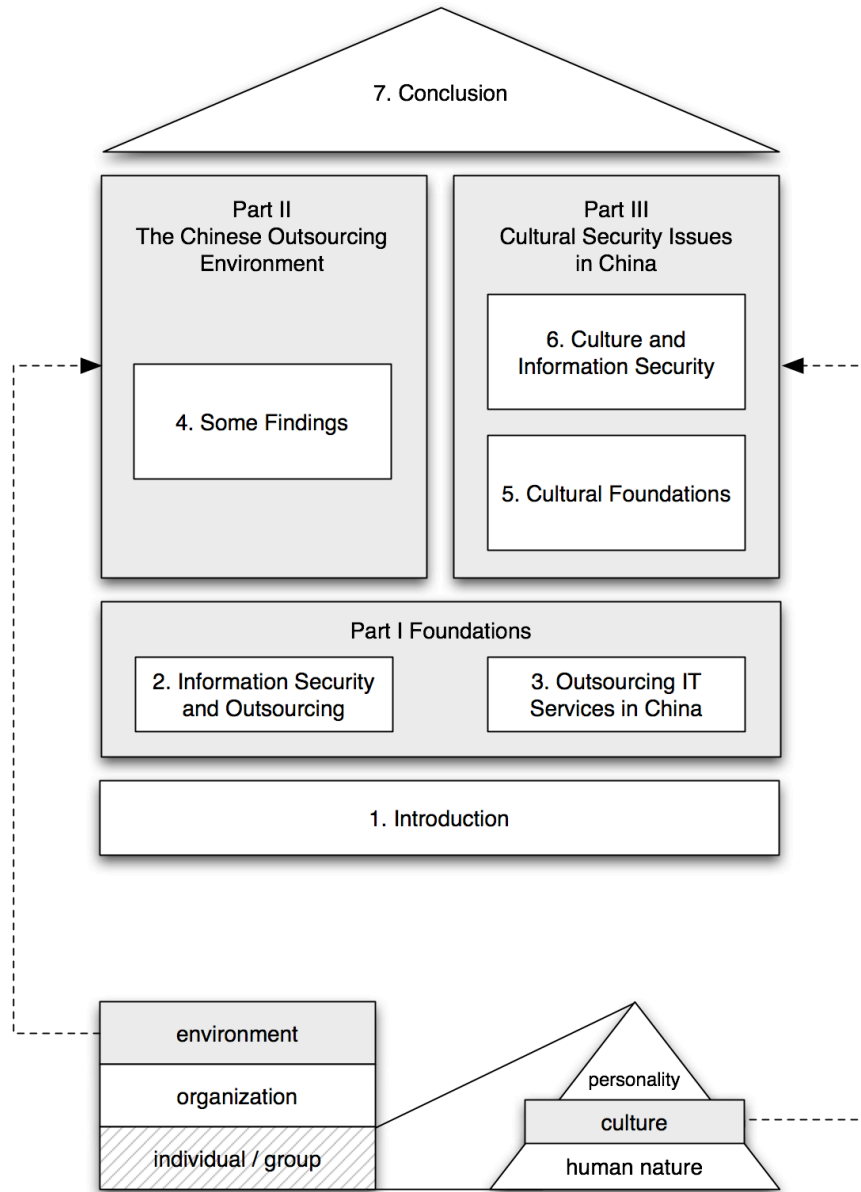 7. Conclusion
Part II
The Chinese Outsourcing
Environment
4. Some Findings
Part III
Cultural Security Issues
in China
6. Culture and
Information Security
5. Cultural Foundations
Part I Foundations
2. Information Security
and Outsourcing
3. Outsourcing IT
Services in China
1. Introduction
environment
organization
individual / group
personality
culture
human nature